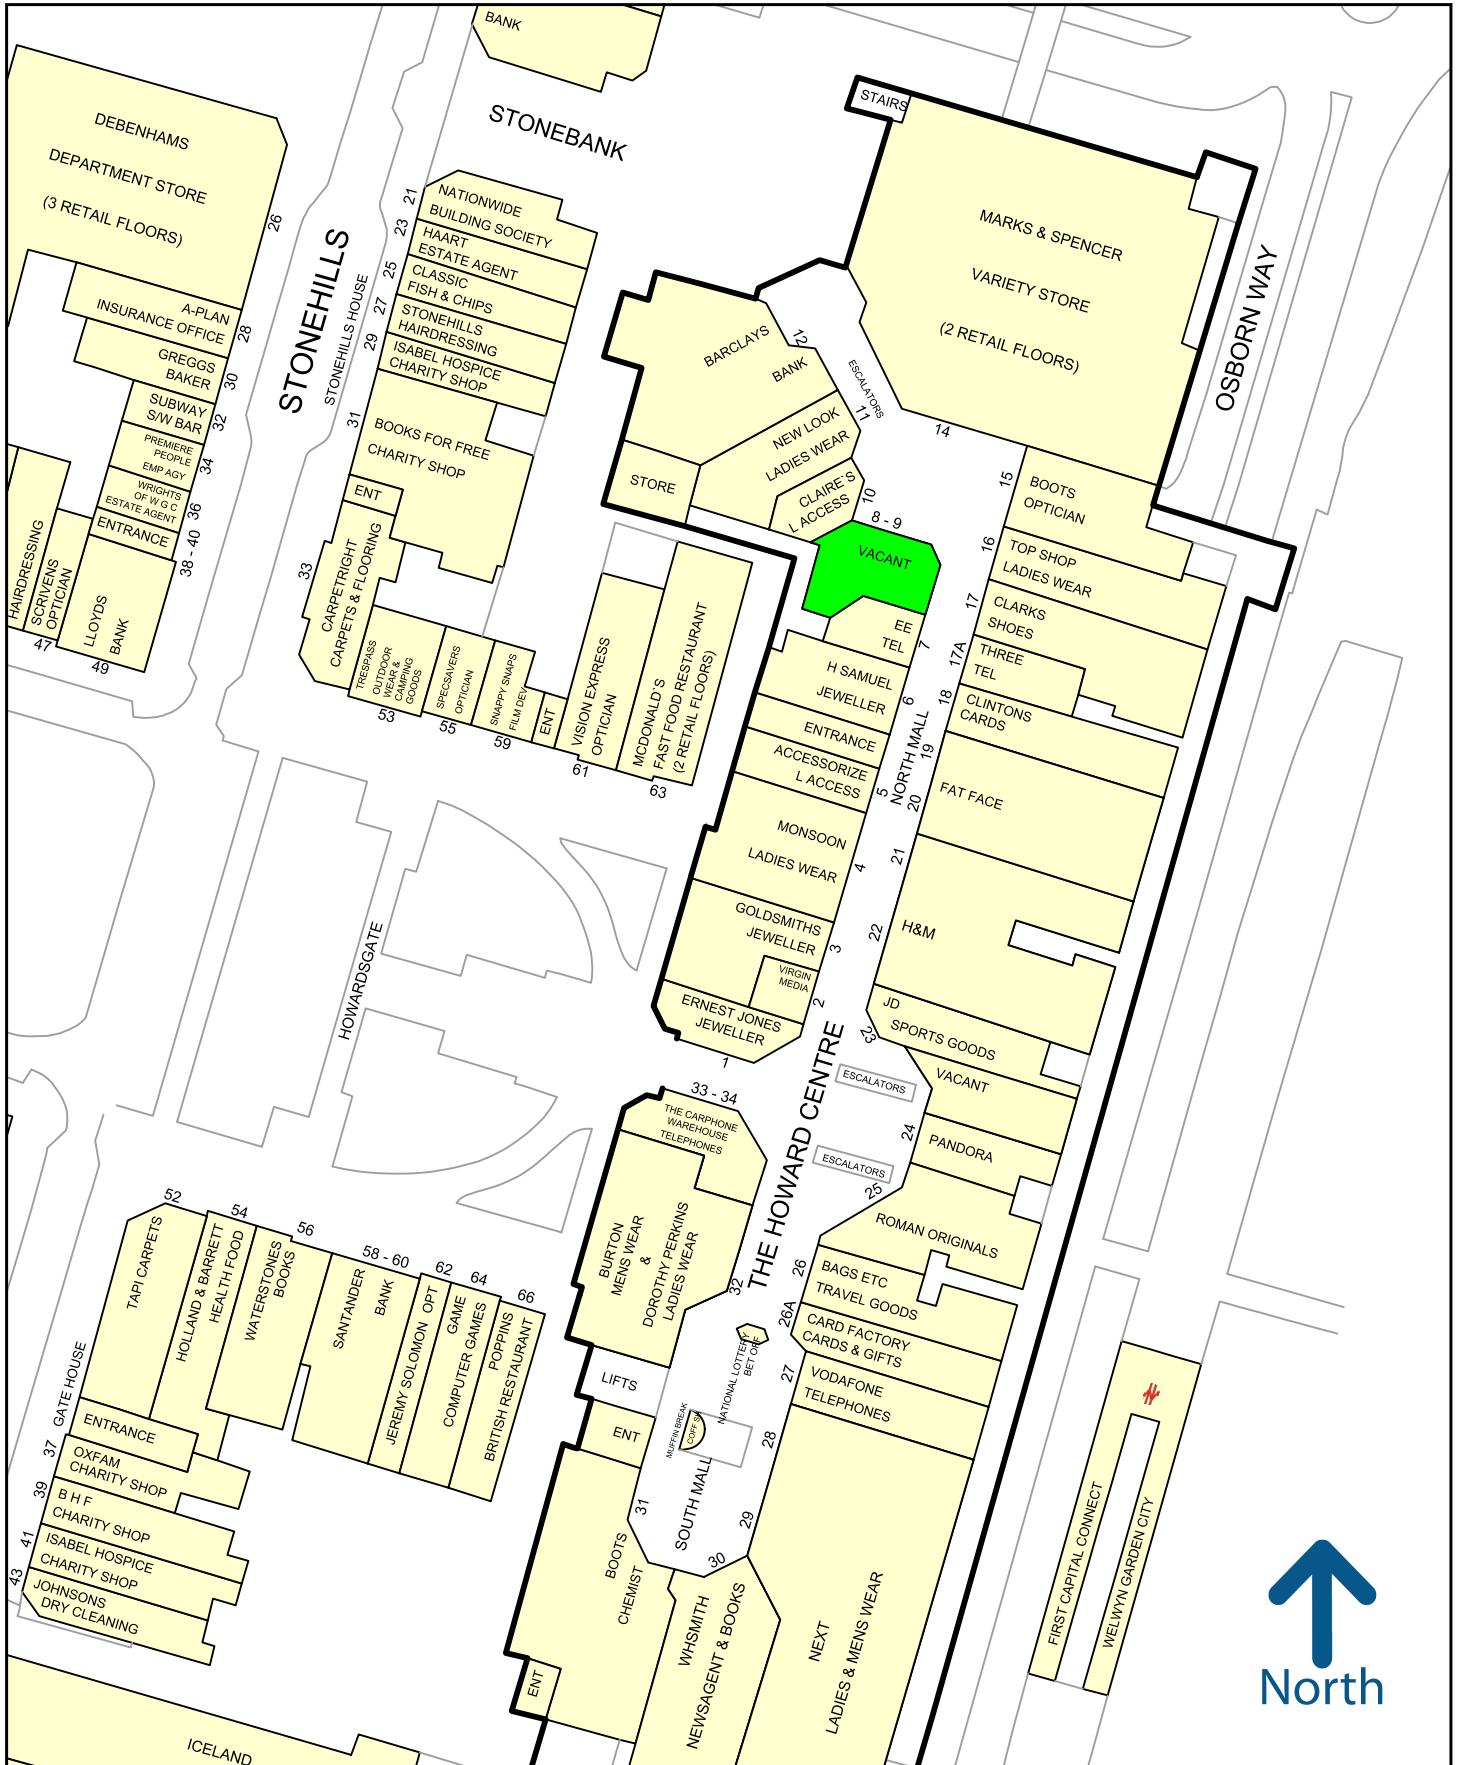 BANK
STONEBANK
STAIRS
DEBENHAMS
DEPARTMENT STORE
(3 RETAIL FLOORS)
26
STONEHILLS
STONEHILLS HOUSE
21
NATIONWIDE
BUILDING SOCIETY
23
HAART
ESTATE AGENT
25
CLASSIC
FISH & CHIPS
27
STONEHILLS
HAIRDRESSING
29
ISABEL HOSPICE
CHARITY SHOP
31
BOOKS FOR FREE
CHARITY SHOP
ENT
33
CARPETRIGHT
CARPETS & FLOORING
A-PLAN
INSURANCE OFFICE
28
GREGGS
BAKER
30
SUBWAY
S/W BAR
32
PREMIERE
PEOPLE
EMP AGY
34
WRIGHTS
OF W G C
ESTATE AGENT
36
ENTRANCE
38 - 40
HAIRDRESSING
SCRIVENS
OPTICIAN
47
LLOYDS
BANK
49
TRESPASS
OUTDOOR
WEAR &
CAMPING
GOODS
53
SPECSAVERS
OPTICIAN
55
SNAPPY SNAPS
FILM DEV
59
ENT
VISION EXPRESS
OPTICIAN
61
MCDONALD`S
FAST FOOD RESTAURANT
(2 RETAIL FLOORS)
63
MARKS & SPENCER
VARIETY STORE
(2 RETAIL FLOORS)
14
OSBORN WAY
BARCLAYS
BANK
12
ESCALATORS
11
NEW LOOK
LADIES WEAR
STORE
CLAIRE`S
L ACCESS
10
8 - 9
VACANT
EE
TEL
7
H SAMUEL
JEWELLER
6
ENTRANCE
ACCESSORIZE
L ACCESS
5
NORTH MALL
MONSOON
LADIES WEAR
4
GOLDSMITHS
JEWELLER
3
VIRGIN
MEDIA
2
ERNEST JONES
JEWELLER
1
15
BOOTS
OPTICIAN
16
TOP SHOP
LADIES WEAR
17
CLARKS
SHOES
17A
THREE
TEL
18
CLINTONS
CARDS
19
20
FAT FACE
21
22
H&M
JD
SPORTS GOODS
23
VACANT
24
PANDORA
25
ROMAN ORIGINALS
ESCALATORS
ESCALATORS
THE HOWARD CENTRE
HOWARDSGATE
33 - 34
THE CARPHONE
WAREHOUSE
TELEPHONES
BURTON
MENS WEAR
&
DOROTHY PERKINS
LADIES WEAR
32
26
BAGS ETC
TRAVEL GOODS
26A
CARD FACTORY
CARDS & GIFTS
27
VODAFONE
TELEPHONES
28
NATIONAL LOTTERY
BET OFF
LIFTS
ENT
MUFFIN BREAK
COFF S
SOUTH MALL
31
BOOTS
CHEMIST
ENT
30
WHSMITH
NEWSAGENT & BOOKS
29
NEXT
LADIES & MENS WEAR
52
TAPI CARPETS
54
HOLLAND & BARRETT
HEALTH FOOD
56
WATERSTONES
BOOKS
58 - 60
SANTANDER
BANK
62
JEREMY SOLOMON OPT
64
GAME
COMPUTER GAMES
66
POPPINS
BRITISH RESTAURANT
GATE HOUSE
ENTRANCE
37
OXFAM
CHARITY SHOP
39
B H F
CHARITY SHOP
41
ISABEL HOSPICE
CHARITY SHOP
43
JOHNSONS
DRY CLEANING
ICELAND
FIRST CAPITAL CONNECT
WELWYN GARDEN CITY
North